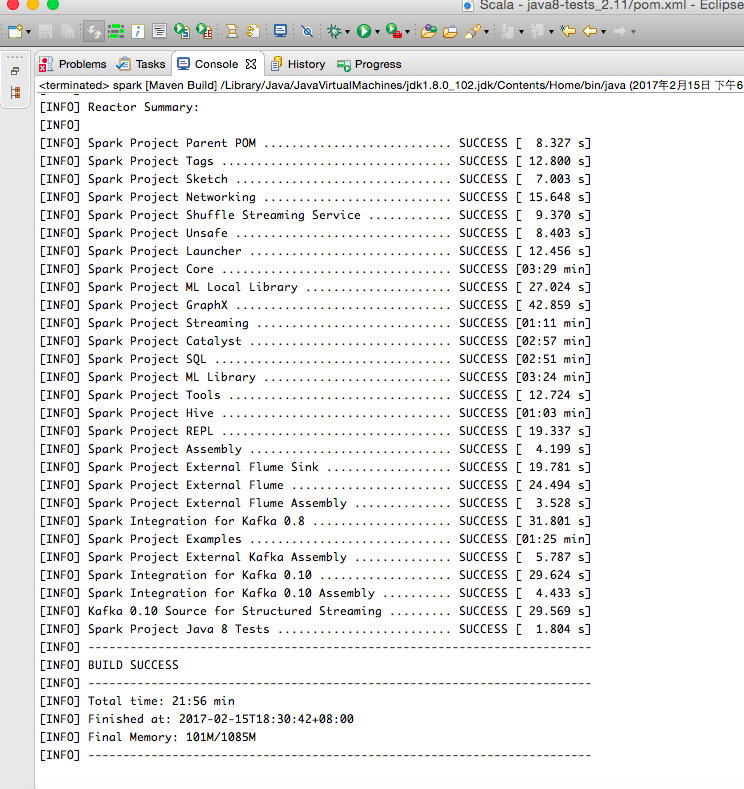 Scala - java8-tests_2.11/pom.xml - Eclipse
Problems Tasks Console History Progress
<terminated> spark [Maven Build] /Library/Java/JavaVirtualMachines/jdk1.8.0_102.jdk/Contents/Home/bin/java (2017年2月15日 下午6
[INFO] Reactor Summary:
[INFO]
[INFO] Spark Project Parent POM ........................... SUCCESS [  8.327 s]
[INFO] Spark Project Tags ................................. SUCCESS [ 12.800 s]
[INFO] Spark Project Sketch ............................... SUCCESS [  7.003 s]
[INFO] Spark Project Networking ........................... SUCCESS [ 15.648 s]
[INFO] Spark Project Shuffle Streaming Service ............ SUCCESS [  9.370 s]
[INFO] Spark Project Unsafe ............................... SUCCESS [  8.403 s]
[INFO] Spark Project Launcher ............................. SUCCESS [ 12.456 s]
[INFO] Spark Project Core ................................. SUCCESS [03:29 min]
[INFO] Spark Project ML Local Library ..................... SUCCESS [ 27.024 s]
[INFO] Spark Project GraphX ............................... SUCCESS [ 42.859 s]
[INFO] Spark Project Streaming ............................ SUCCESS [01:11 min]
[INFO] Spark Project Catalyst ............................. SUCCESS [02:57 min]
[INFO] Spark Project SQL .................................. SUCCESS [02:51 min]
[INFO] Spark Project ML Library ........................... SUCCESS [03:24 min]
[INFO] Spark Project Tools ................................ SUCCESS [ 12.724 s]
[INFO] Spark Project Hive ................................. SUCCESS [01:03 min]
[INFO] Spark Project REPL ................................. SUCCESS [ 19.337 s]
[INFO] Spark Project Assembly ............................. SUCCESS [  4.199 s]
[INFO] Spark Project External Flume Sink .................. SUCCESS [ 19.781 s]
[INFO] Spark Project External Flume ....................... SUCCESS [ 24.494 s]
[INFO] Spark Project External Flume Assembly .............. SUCCESS [  3.528 s]
[INFO] Spark Integration for Kafka 0.8 .................... SUCCESS [ 31.801 s]
[INFO] Spark Project Examples ............................. SUCCESS [01:25 min]
[INFO] Spark Project External Kafka Assembly .............. SUCCESS [  5.787 s]
[INFO] Spark Integration for Kafka 0.10 ................... SUCCESS [ 29.624 s]
[INFO] Spark Integration for Kafka 0.10 Assembly .......... SUCCESS [  4.433 s]
[INFO] Kafka 0.10 Source for Structured Streaming ......... SUCCESS [ 29.569 s]
[INFO] Spark Project Java 8 Tests ......................... SUCCESS [  1.804 s]
[INFO] ------------------------------------------------------------------------
[INFO] BUILD SUCCESS
[INFO] ------------------------------------------------------------------------
[INFO] Total time: 21:56 min
[INFO] Finished at: 2017-02-15T18:30:42+08:00
[INFO] Final Memory: 101M/1085M
[INFO] ------------------------------------------------------------------------